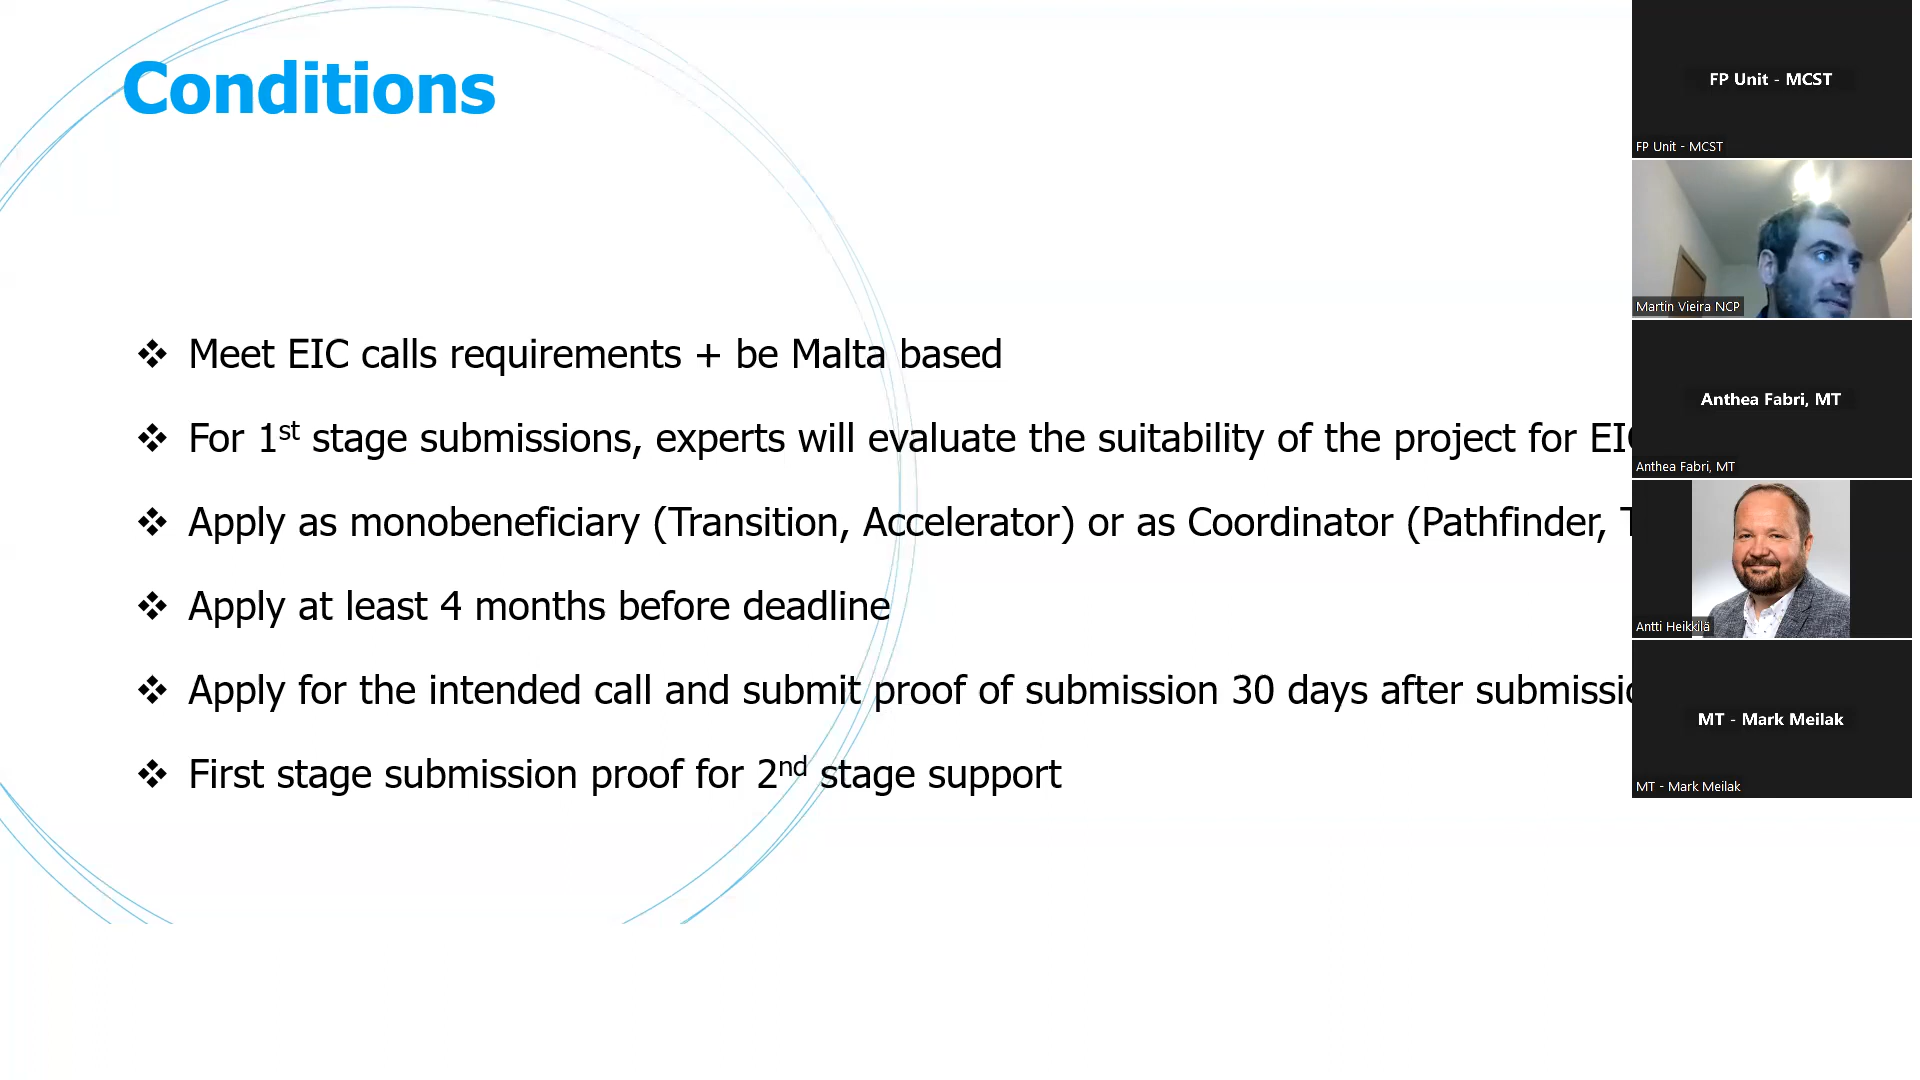 Conditions
❖ Meet EIC calls requirements + be Malta based
❖ For 1st stage submissions, experts will evaluate the suitability of the project for
❖ Apply as monobeneficiary (Transition, Accelerator) or as Coordinator (Pathfinder,
❖ Apply at least 4 months before deadline
❖ Apply for the intended call and submit proof of submission 30 days after
❖ First stage submission proof for 2nd stage support
FP Unit - MCST
FP Unit - MCST
Martin Vieira NCP
Anthea Fabri, MT
Anthea Fabri, MT
Antti Heikkilä
MT - Mark Meilak
MT - Mark Meilak